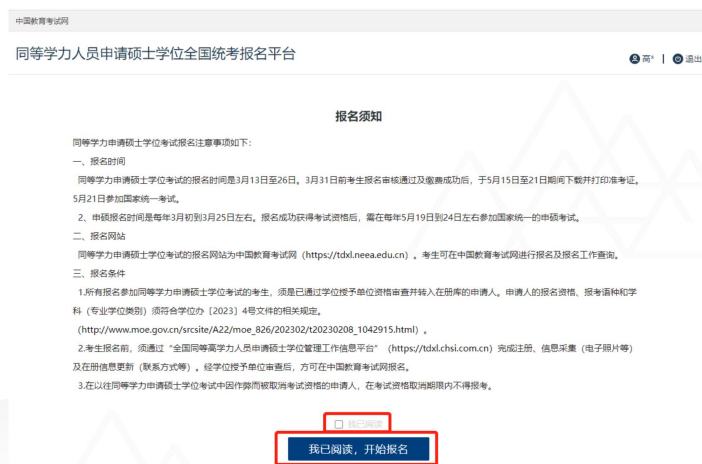 中国教育考试网
同等学力人员申请硕士学位全国统考报名平台
高* | 退出
报名须知
同等学力申请硕士学位考试报名注意事项如下：
一、报名时间
同等学力申请硕士学位考试的报名时间是3月13日至26日。3月31日前考生报名审核通过及缴费成功后，于5月15日至21日期间下载并打印准考证。
5月21日参加国家统一考试。
2、申硕报名时间是每年3月初到3月25日左右。报名成功获得考试资格后，需在每年5月19日到24日左右参加国家统一的申硕考试。
二、报名网站
同等学力申请硕士学位考试的报名网站为中国教育考试网（https://tdxl.neea.edu.cn）。考生可在中国教育考试网进行报名及报名工作查询。
三、报名条件
1.所有报名参加同等学力申请硕士学位考试的考生，须是已通过学位授予单位资格审查并转入在册库的申请人。申请人的报名资格、报考语种和学
科（专业学位类别）须符合学位办〔2023〕4号文件的相关规定。
（http://www.moe.gov.cn/srcsite/A22/moe_826/202302/t20230208_1042915.html）。
2.考生报名前，须通过“全国同等学力人员申请硕士学位管理工作信息平台”（https://tdxl.chsi.com.cn）完成注册、信息采集（电子照片等）
及在册信息更新（联系方式等）。经学位授予单位审查后，方可在中国教育考试网报名。
3.在以往同等学力申请硕士学位考试中因作弊而被取消考试资格的申请人，在考试资格取消期限内不得报考。
我已阅读
我已阅读，开始报名